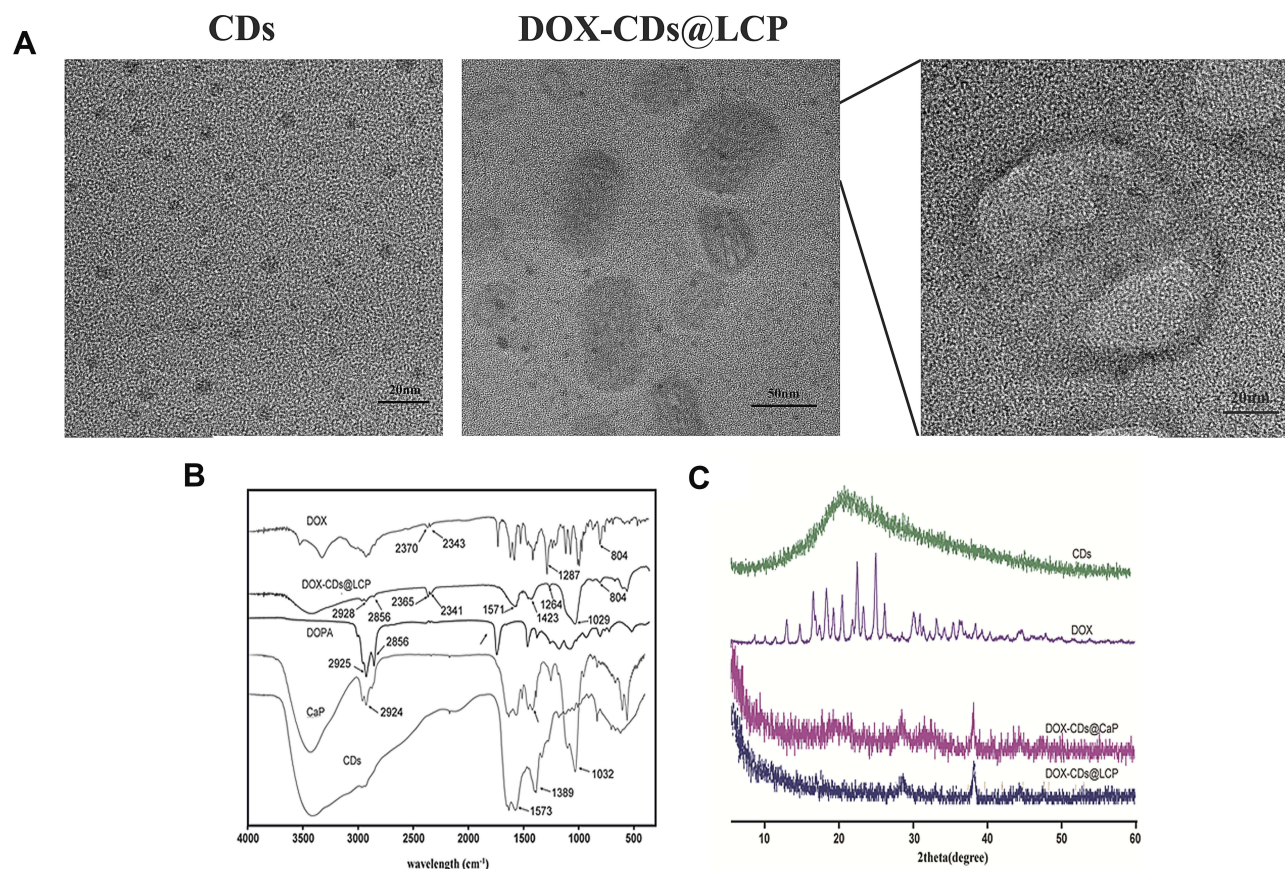 CDs
DOX-CDs@LCP
A
20nm
50nm
20nm
B
DOX
2370
2343
804
1287
DOX-CDs@LCP
2928
2856
2365
2341
1571
1423
1264
804
1029
DOPA
2856
2925
CaP
2924
CDs
1032
1389
1573
4000
3000
2500
2000
1500
1000
500
wavelength (cm-1)
C
CDs
DOX
DOX-CDs@CaP
DOX-CDs@LCP
10
20
30
40
50
60
2theta(degree)